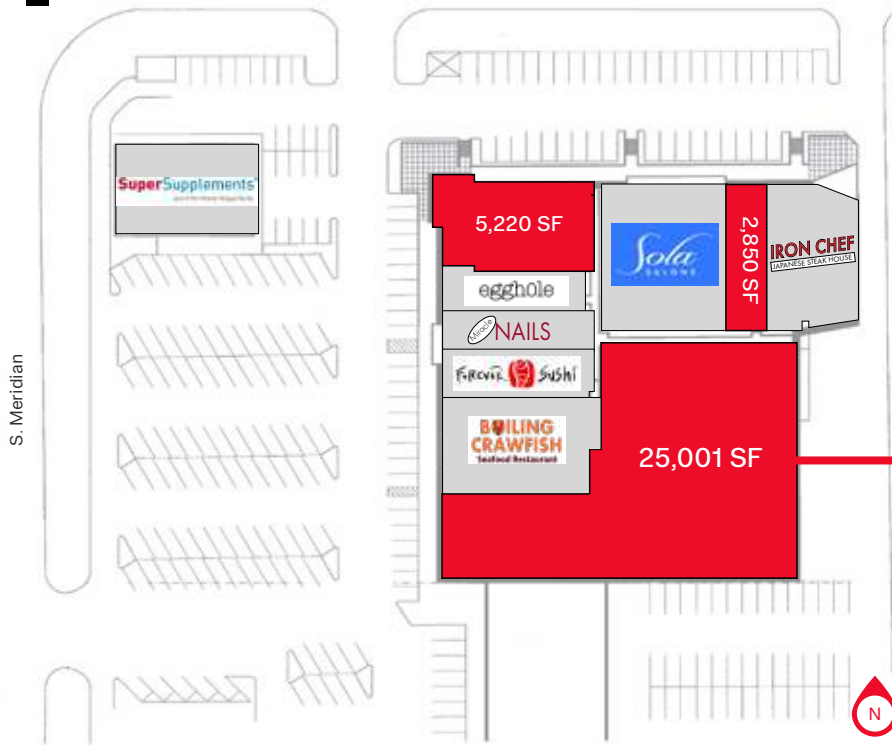 S. Meridian
SuperSupplements
5,220 SF
egghole
Miracle
NAILS
FOREVER SUSHI
BOILING
CRAWFISH
Seafood Restaurant
Sola
SALONS
2,850 SF
IRON CHEF
JAPANESE STEAK HOUSE
25,001 SF
N